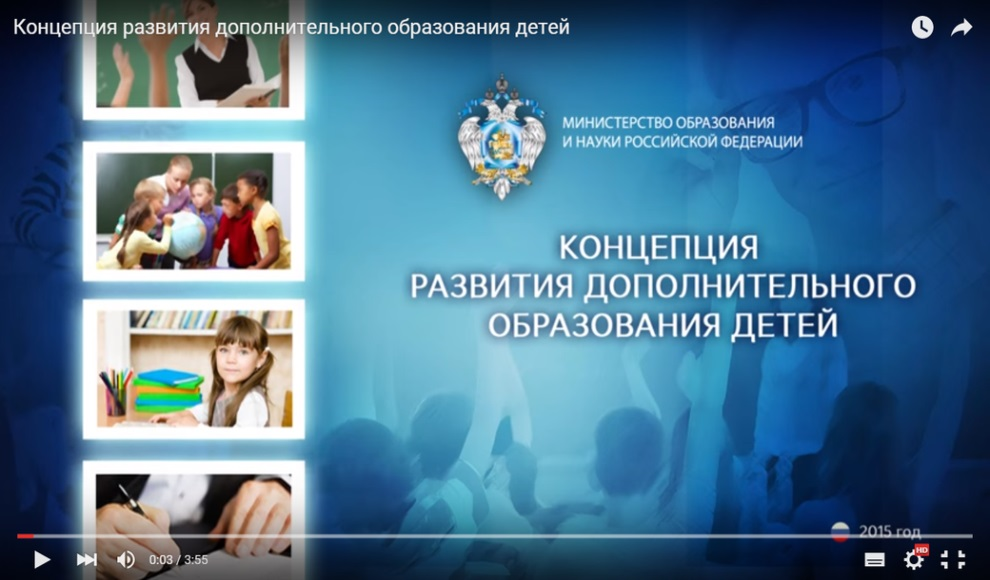 Концепция развития дополнительного образования детей
МИНИСТЕРСТВО ОБРАЗОВАНИЯ
И НАУКИ РОССИЙСКОЙ ФЕДЕРАЦИИ
КОНЦЕПЦИЯ
РАЗВИТИЯ ДОПОЛНИТЕЛЬНОГО
ОБРАЗОВАНИЯ ДЕТЕЙ
2015 год
0:03 / 3:55
HD